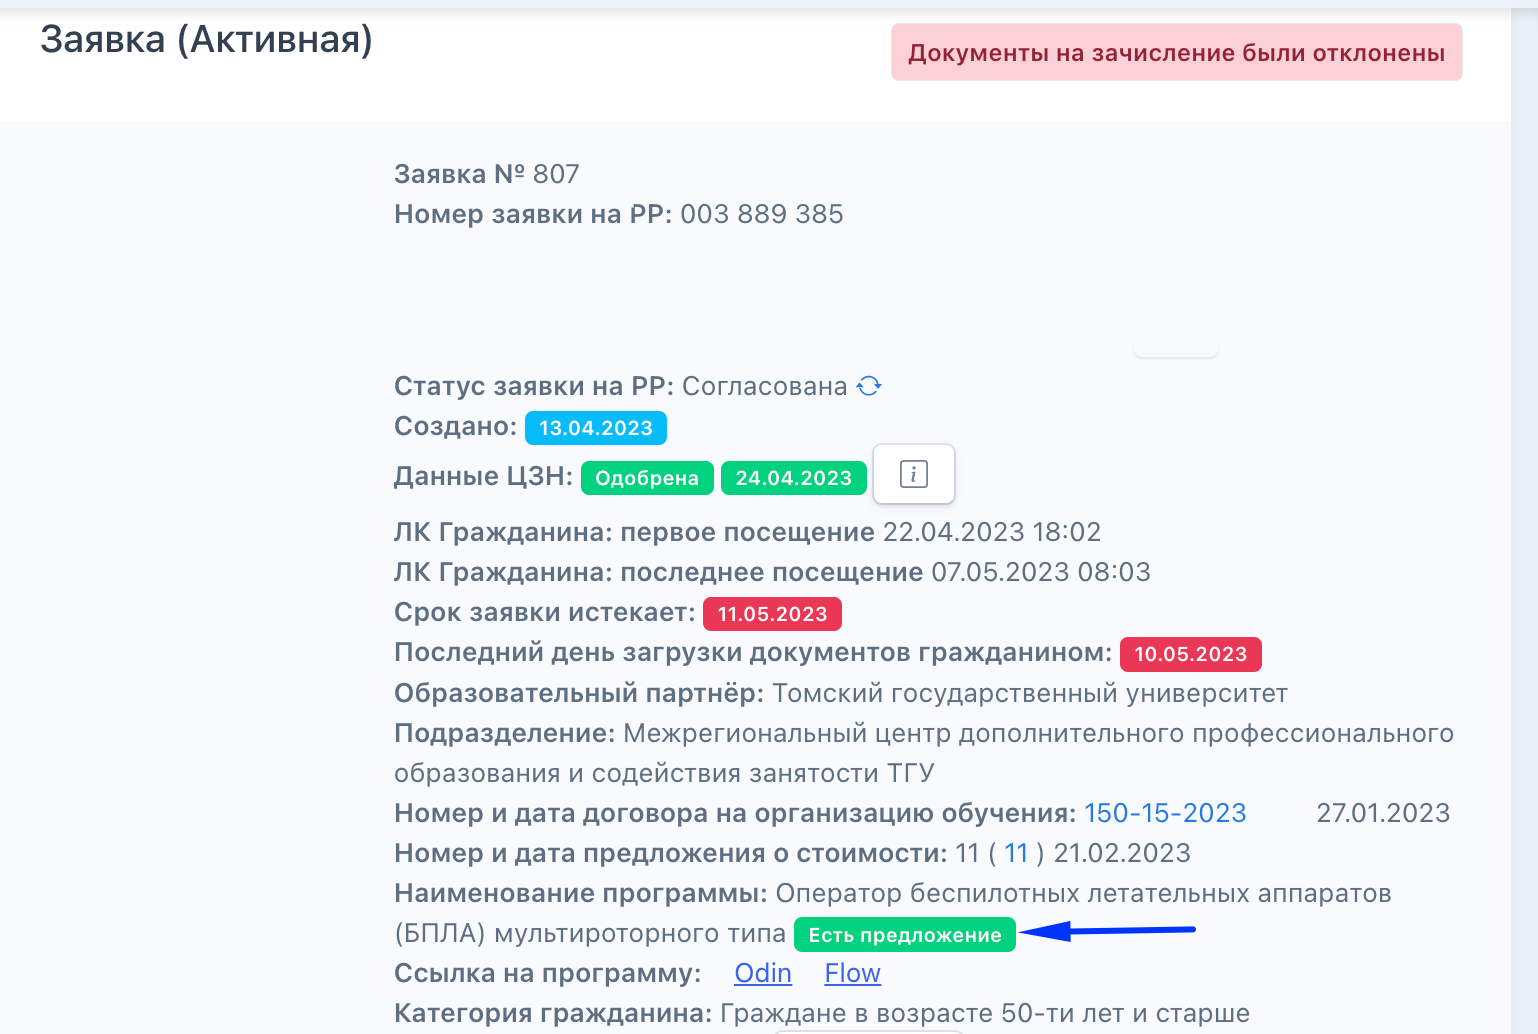 Заявка (Активная)
Документы на зачисление были отклонены
Заявка № 807
Номер заявки на РР: 003 889 385
Статус заявки на РР: Согласована
Создано: 13.04.2023
Данные ЦЗН: Одобрена 24.04.2023 i
ЛК Гражданина: первое посещение 22.04.2023 18:02
ЛК Гражданина: последнее посещение 07.05.2023 08:03
Срок заявки истекает: 11.05.2023
Последний день загрузки документов гражданином: 10.05.2023
Образовательный партнёр: Томский государственный университет
Подразделение: Межрегиональный центр дополнительного профессионального
образования и содействия занятости ТГУ
Номер и дата договора на организацию обучения: 150-15-2023 27.01.2023
Номер и дата предложения о стоимости: 11 ( 11 ) 21.02.2023
Наименование программы: Оператор беспилотных летательных аппаратов
(БПЛА) мультироторного типа Есть предложение
Ссылка на программу: Odin Flow
Категория гражданина: Граждане в возрасте 50-ти лет и старше